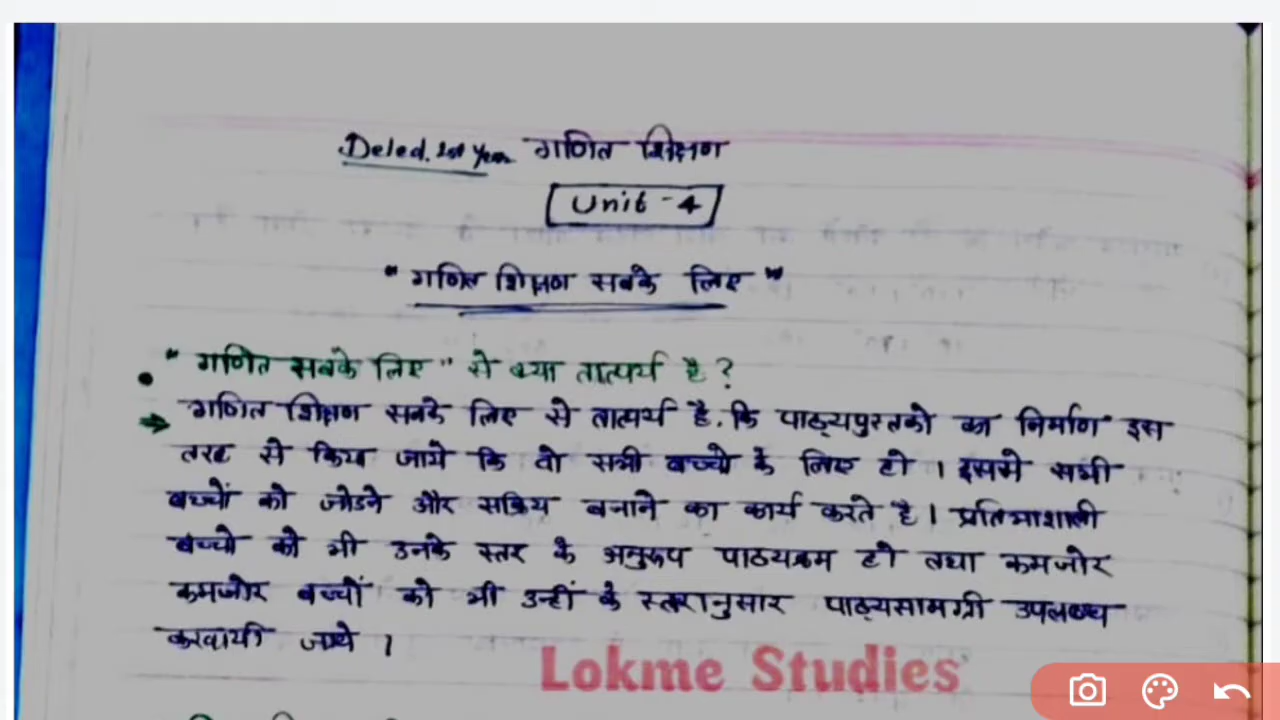 Deled. 1st Year गणित शिक्षण
Unit - 4
" गणित शिक्षण सबके लिए "
• " गणित सबके लिए " से क्या तात्पर्य है ?
→ गणित शिक्षण सबके लिए से तात्पर्य है. कि पाठ्यपुस्तको का निर्माण इस
तरह से किया जाये कि वो सभी बच्चो के लिए हो । इसमे सभी
बच्चों को जोडने और सक्रिय बनाने का कार्य करते है । प्रतिभाशाली
बच्चो को भी उनके स्तर के अनुरूप पाठयक्रम हो तथा कमजोर
कमजोर बच्चों को भी उन्हीं के स्तरानुसार पाठ्यसामग्री उपलब्ध
करवायी जाये ।
Lokme Studies